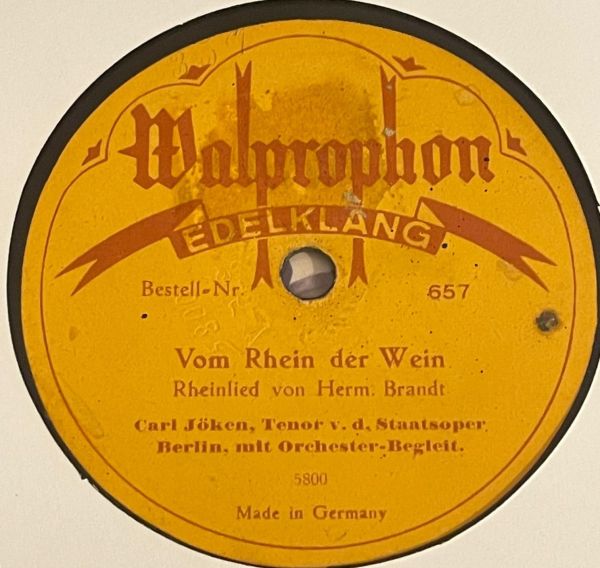 Walprophon
EDELKLANG
Bestell-Nr. 657
Vom Rhein der Wein
Rheinlied von Herm. Brandt
Carl Jöken, Tenor v. d. Staatsoper
Berlin, mit Orchester-Begleit.
5800
Made in Germany